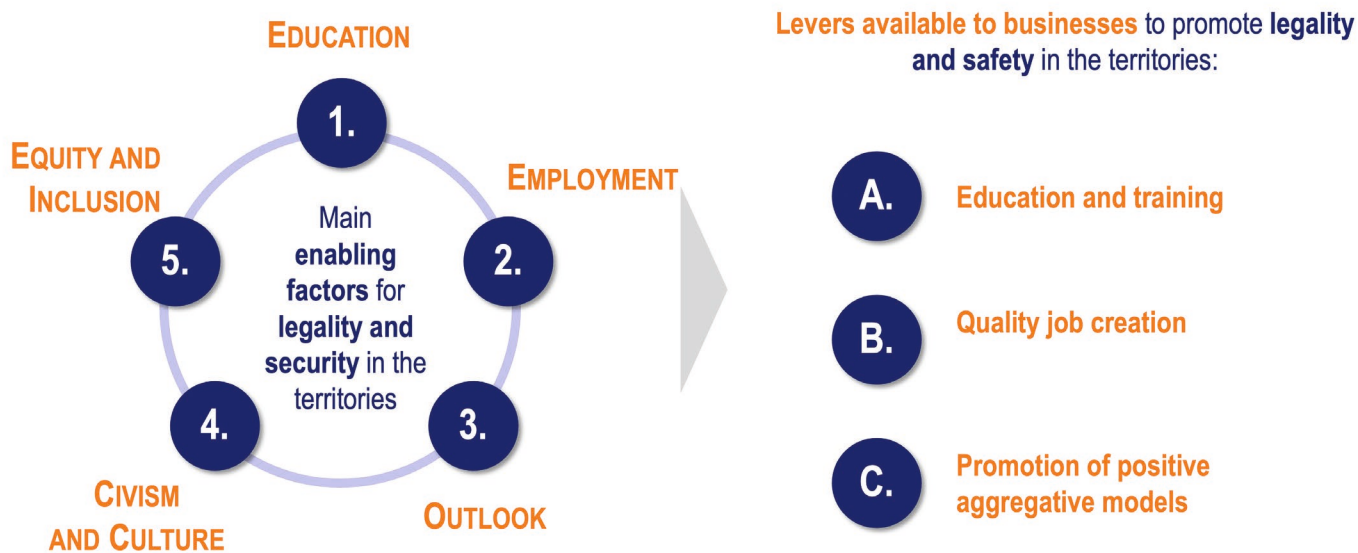 EDUCATION
1.
EQUITY AND
INCLUSION
5.
EMPLOYMENT
2.
Main
enabling
factors for
legality and
security in the
territories
4.
CIVISM
AND CULTURE
3.
OUTLOOK
Levers available to businesses to promote legality
and safety in the territories:
A.
Education and training
B.
Quality job creation
C.
Promotion of positive
aggregative models